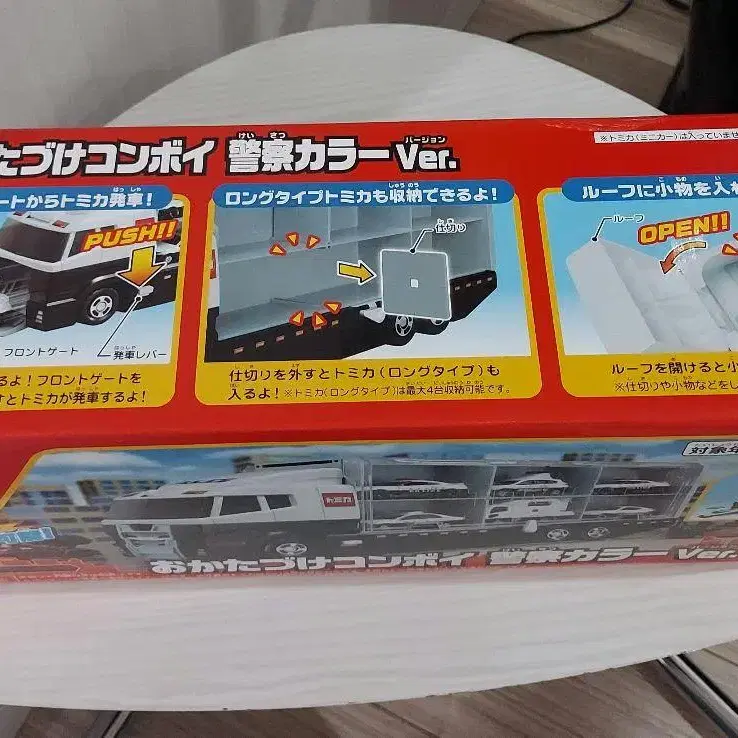 たづけコンボイ 警察カラーVer.
けい さつ
バージョン
※トミカ(ミニカー)は入っていませ
ートからトミカ発車!
はっ しゃ
PUSH!!
フロントゲート
発車レバー
はっしゃ
るよ!フロントゲートを
すとトミカが発車するよ!
ロングタイプトミカも収納できるよ!
しゅう のう
仕切り
仕切りを外すとトミカ(ロングタイプ)も
入るよ!※トミカ(ロングタイプ)は最大4台収納可能です。
ルーフに小物を入れ
こ もの い
ルーフ
OPEN!!
ルーフを開けると小
※仕切りや小物などをし
対象年
トミカ
おかたづけコンボイ 警察カラーVer.